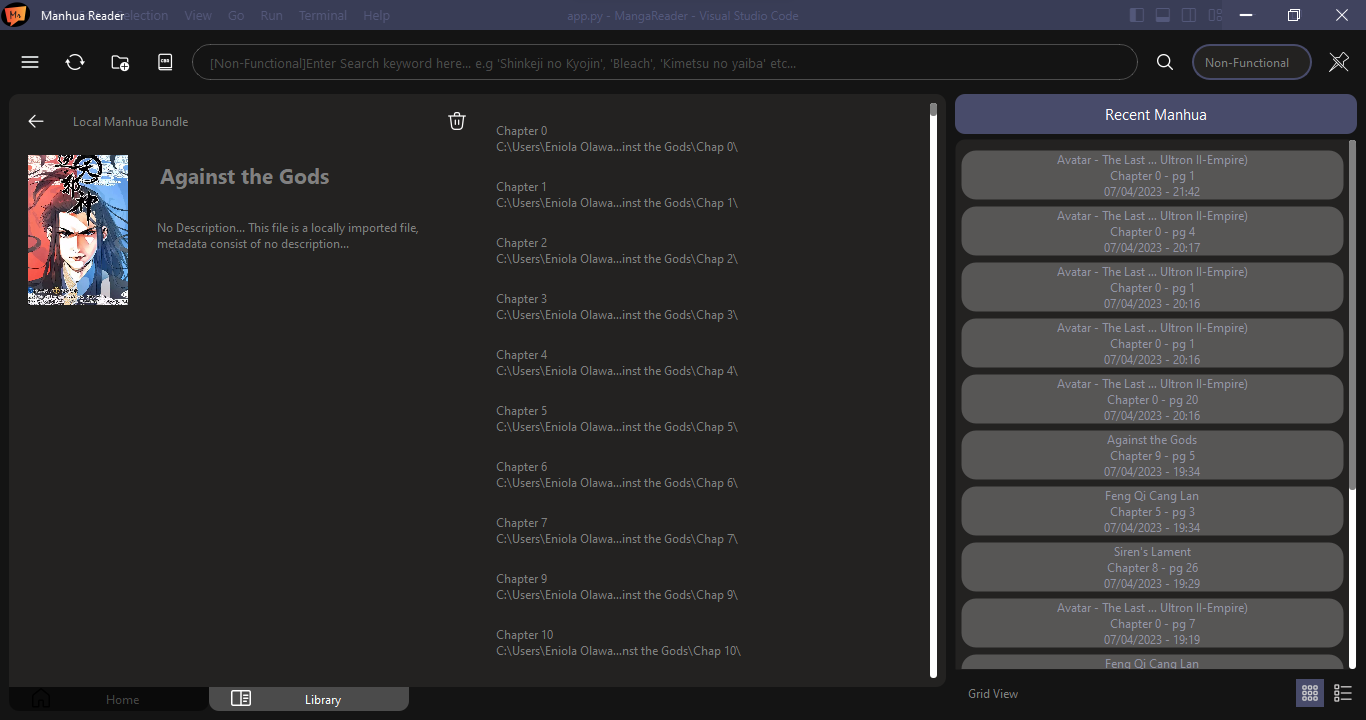 Manhua Reader
election
View
Go
Run
Terminal
Help
app.py - MangaReader - Visual Studio Code
[Non-Functional]Enter Search keyword here... e.g 'Shinkeji no Kyojin', 'Bleach', 'Kimetsu no yaiba' etc...
Non-Functional
Local Manhua Bundle
Against the Gods
No Description... This file is a locally imported file,
metadata consist of no description...
Chapter 0
C:\Users\Eniola Olawa...inst the Gods\Chap 0\
Chapter 1
C:\Users\Eniola Olawa...inst the Gods\Chap 1\
Chapter 2
C:\Users\Eniola Olawa...inst the Gods\Chap 2\
Chapter 3
C:\Users\Eniola Olawa...inst the Gods\Chap 3\
Chapter 4
C:\Users\Eniola Olawa...inst the Gods\Chap 4\
Chapter 5
C:\Users\Eniola Olawa...inst the Gods\Chap 5\
Chapter 6
C:\Users\Eniola Olawa...inst the Gods\Chap 6\
Chapter 7
C:\Users\Eniola Olawa...inst the Gods\Chap 7\
Chapter 9
C:\Users\Eniola Olawa...inst the Gods\Chap 9\
Chapter 10
C:\Users\Eniola Olawa...nst the Gods\Chap 10\
Recent Manhua
Avatar - The Last ... Ultron II-Empire)
Chapter 0 - pg 1
07/04/2023 - 21:42
Avatar - The Last ... Ultron II-Empire)
Chapter 0 - pg 4
07/04/2023 - 20:17
Avatar - The Last ... Ultron II-Empire)
Chapter 0 - pg 1
07/04/2023 - 20:16
Avatar - The Last ... Ultron II-Empire)
Chapter 0 - pg 1
07/04/2023 - 20:16
Avatar - The Last ... Ultron II-Empire)
Chapter 0 - pg 20
07/04/2023 - 20:16
Against the Gods
Chapter 9 - pg 5
07/04/2023 - 19:34
Feng Qi Cang Lan
Chapter 5 - pg 3
07/04/2023 - 19:34
Siren's Lament
Chapter 8 - pg 26
07/04/2023 - 19:29
Avatar - The Last ... Ultron II-Empire)
Chapter 0 - pg 7
07/04/2023 - 19:19
Feng Qi Cang Lan
Home
Library
Grid View